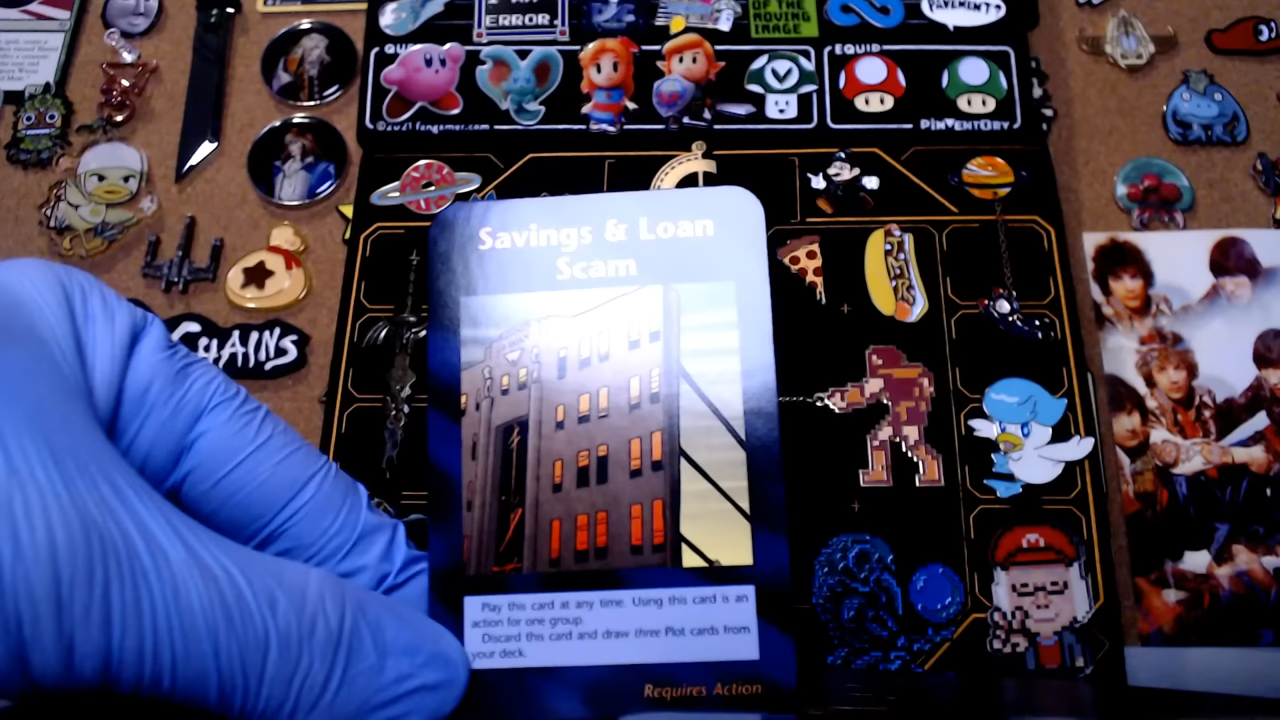 ERROR.
OF THE
MOVING
IMAGE
PAVEMENT?
EQUID
©2021 fangamer.com
PINVENTORY
CHAINS
Savings & Loan
Scam
Play this card at any time. Using this card is an
action for one group.
Discard this card and draw three Plot cards from
your deck.
Requires Action